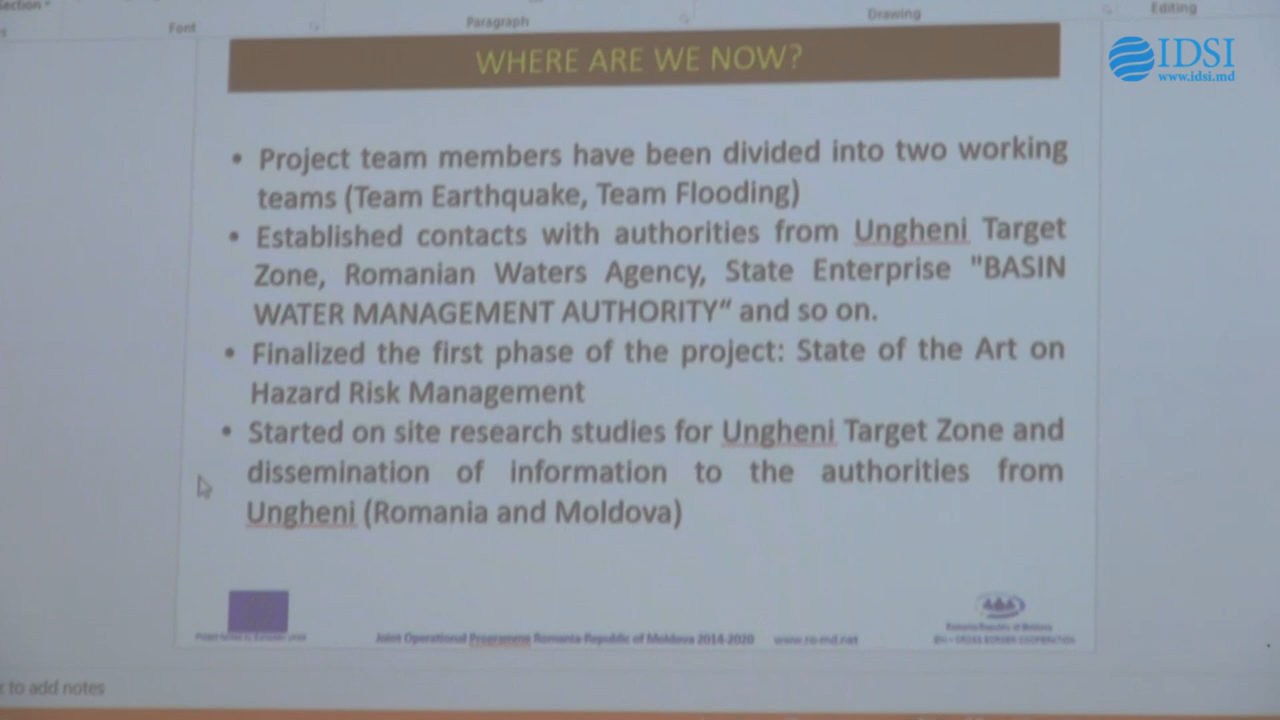 Font
Paragraph
Drawing
Editing
WHERE ARE WE NOW?
IDSI
www.idsi.md
• Project team members have been divided into two working
teams (Team Earthquake, Team Flooding)
• Established contacts with authorities from Ungheni Target
Zone, Romanian Waters Agency, State Enterprise "BASIN
WATER MANAGEMENT AUTHORITY“ and so on.
• Finalized the first phase of the project: State of the Art on
Hazard Risk Management
• Started on site research studies for Ungheni Target Zone and
dissemination of information to the authorities from
Ungheni (Romania and Moldova)
Joint Operational Programme Romania Republic of Moldova 2014-2020 www.ro-md.net
to add notes